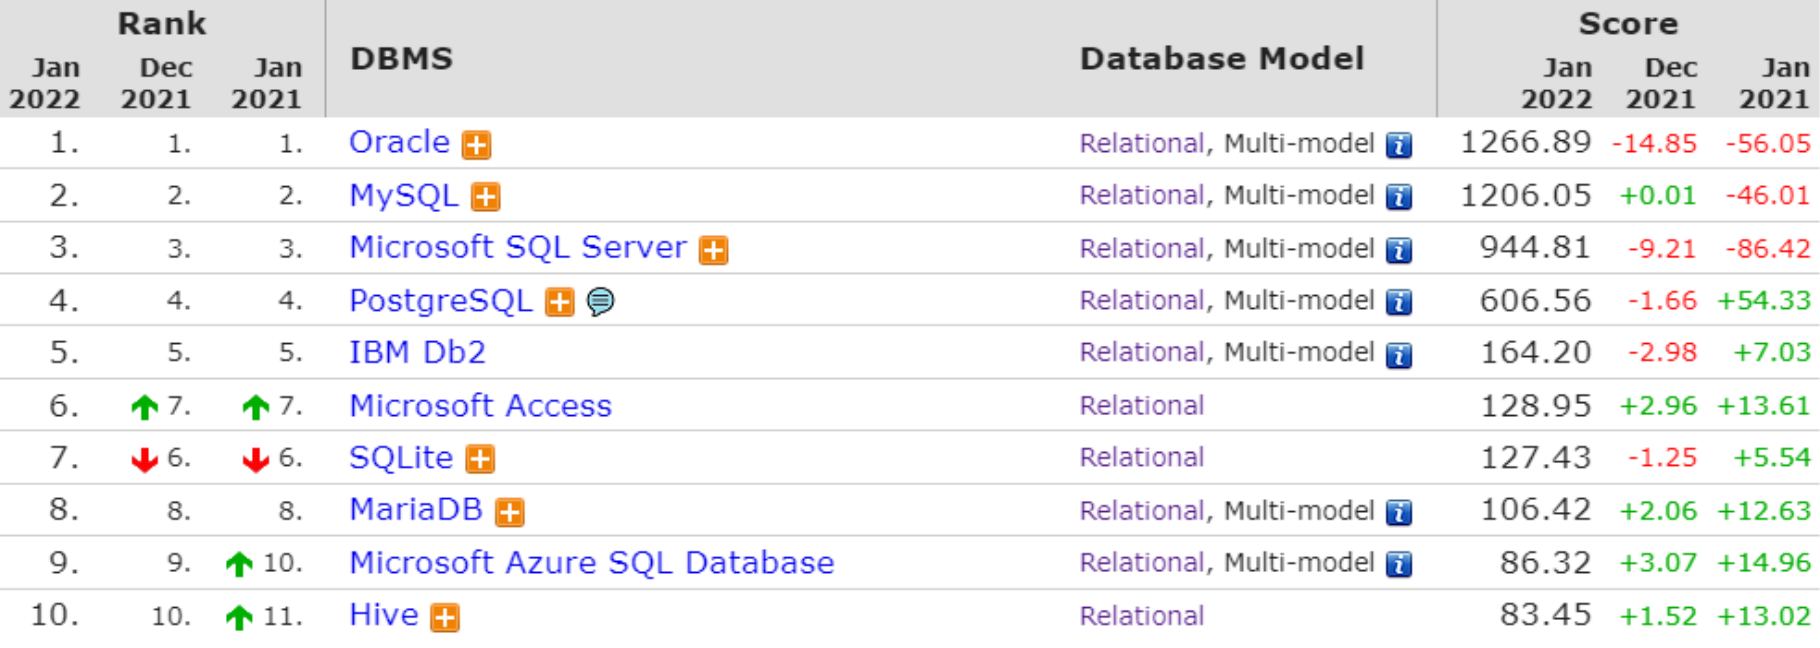 Rank Score
DBMS Database Model
Jan Dec Jan Jan Dec Jan
2022 2021 2021 2022 2021 2021
1. 1. 1. Oracle Relational, Multi-model i 1266.89 -14.85 -56.05
2. 2. 2. MySQL Relational, Multi-model i 1206.05 +0.01 -46.01
3. 3. 3. Microsoft SQL Server Relational, Multi-model i 944.81 -9.21 -86.42
4. 4. 4. PostgreSQL Relational, Multi-model i 606.56 -1.66 +54.33
5. 5. 5. IBM Db2 Relational, Multi-model i 164.20 -2.98 +7.03
6. 7. 7. Microsoft Access Relational 128.95 +2.96 +13.61
7. 6. 6. SQLite Relational 127.43 -1.25 +5.54
8. 8. 8. MariaDB Relational, Multi-model i 106.42 +2.06 +12.63
9. 9. 10. Microsoft Azure SQL Database Relational, Multi-model i 86.32 +3.07 +14.96
10. 10. 11. Hive Relational 83.45 +1.52 +13.02